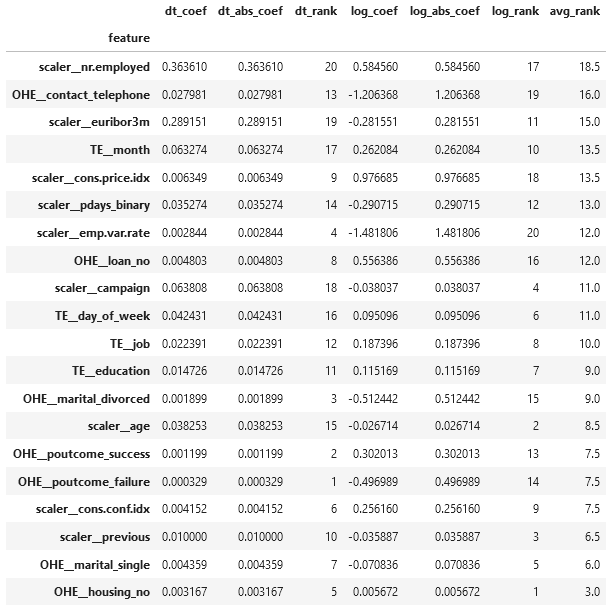 dt_coef dt_abs_coef dt_rank log_coef log_abs_coef log_rank avg_rank
feature
scaler__nr.employed 0.363610 0.363610 20 0.584560 0.584560 17 18.5
OHE__contact_telephone 0.027981 0.027981 13 -1.206368 1.206368 19 16.0
scaler__euribor3m 0.289151 0.289151 19 -0.281551 0.281551 11 15.0
TE__month 0.063274 0.063274 17 0.262084 0.262084 10 13.5
scaler__cons.price.idx 0.006349 0.006349 9 0.976685 0.976685 18 13.5
scaler__pdays_binary 0.035274 0.035274 14 -0.290715 0.290715 12 13.0
scaler__emp.var.rate 0.002844 0.002844 4 -1.481806 1.481806 20 12.0
OHE__loan_no 0.004803 0.004803 8 0.556386 0.556386 16 12.0
scaler__campaign 0.063808 0.063808 18 -0.038037 0.038037 4 11.0
TE__day_of_week 0.042431 0.042431 16 0.095096 0.095096 6 11.0
TE__job 0.022391 0.022391 12 0.187396 0.187396 8 10.0
TE__education 0.014726 0.014726 11 0.115169 0.115169 7 9.0
OHE__marital_divorced 0.001899 0.001899 3 -0.512442 0.512442 15 9.0
scaler__age 0.038253 0.038253 15 -0.026714 0.026714 2 8.5
OHE__poutcome_success 0.001199 0.001199 2 0.302013 0.302013 13 7.5
OHE__poutcome_failure 0.000329 0.000329 1 -0.496989 0.496989 14 7.5
scaler__cons.conf.idx 0.004152 0.004152 6 0.256160 0.256160 9 7.5
scaler__previous 0.010000 0.010000 10 -0.035887 0.035887 3 6.5
OHE__marital_single 0.004359 0.004359 7 -0.070836 0.070836 5 6.0
OHE__housing_no 0.003167 0.003167 5 0.005672 0.005672 1 3.0